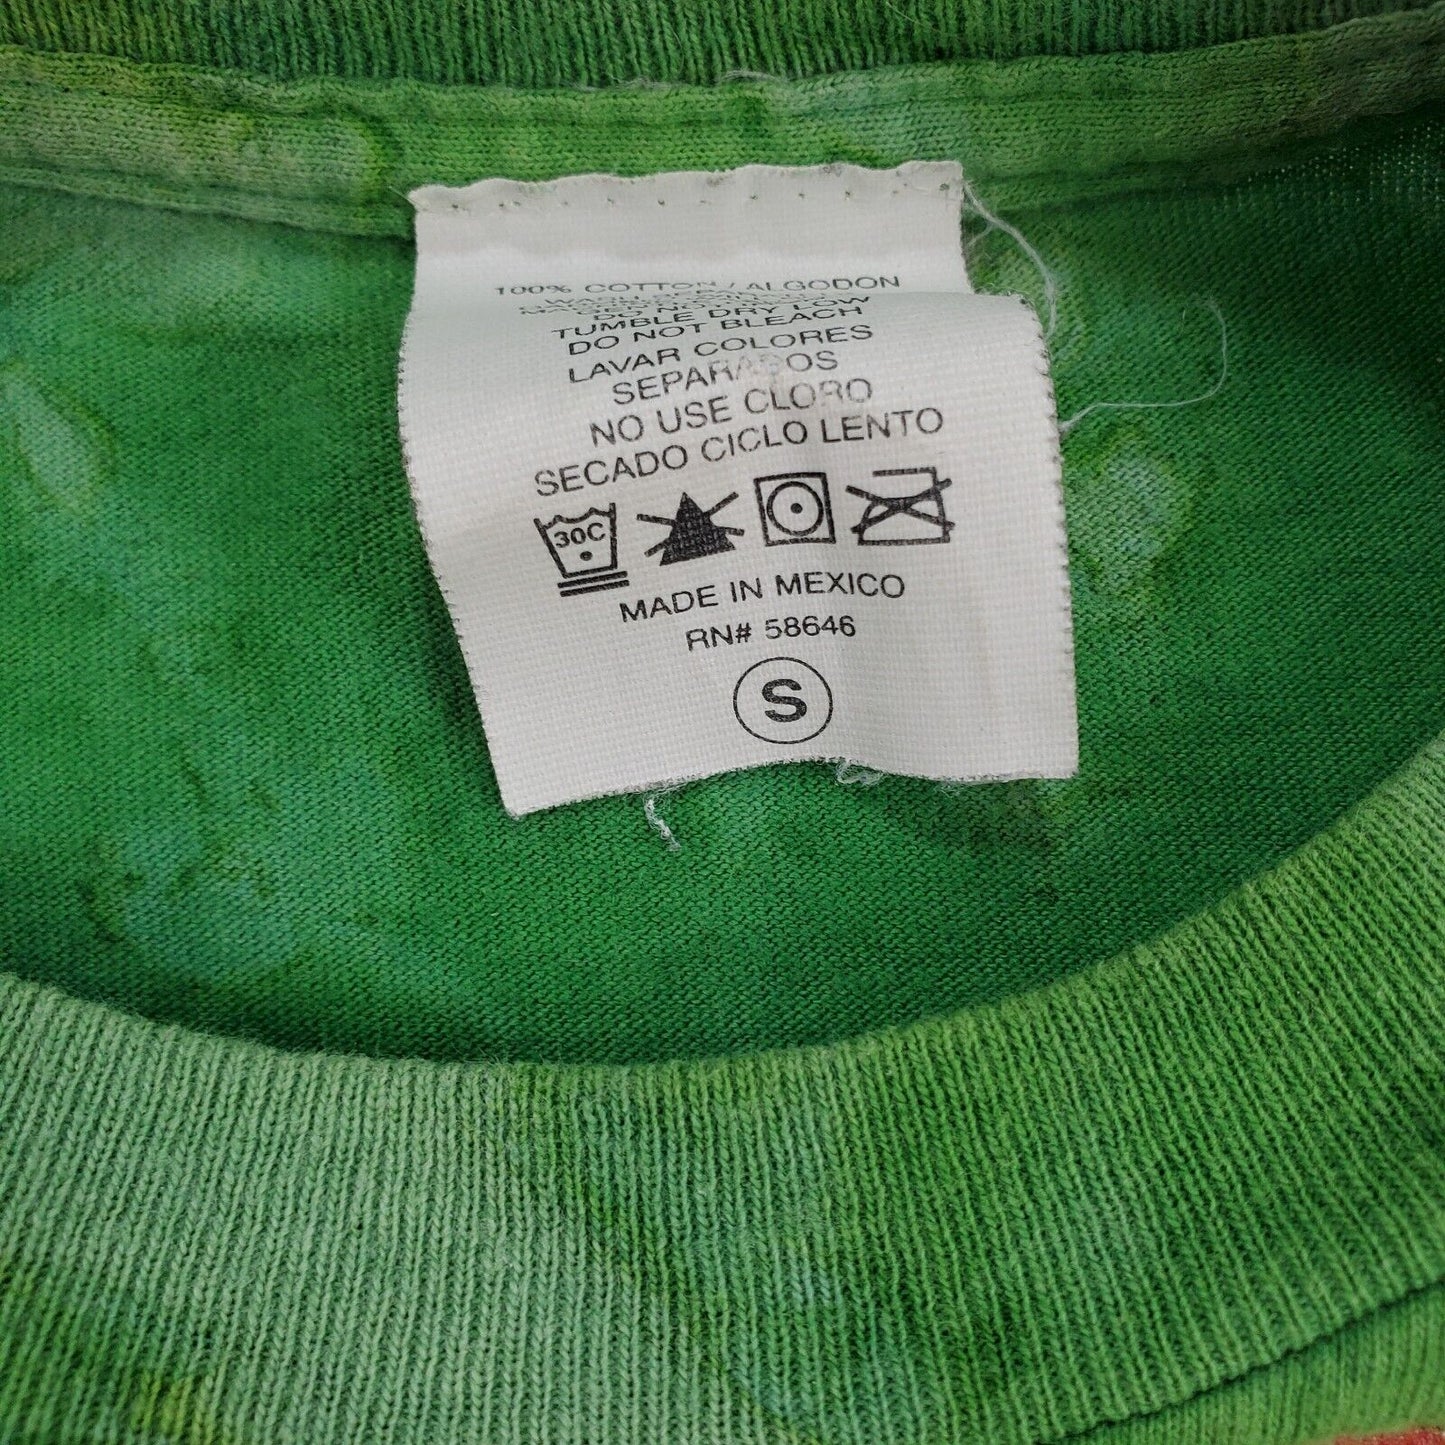 100% COTTON / ALGODON
TUMBLE DRY LOW
DO NOT BLEACH
LAVAR COLORES
SEPARADOS
NO USE CLORO
SECADO CICLO LENTO
30C
MADE IN MEXICO
RN# 58646
S